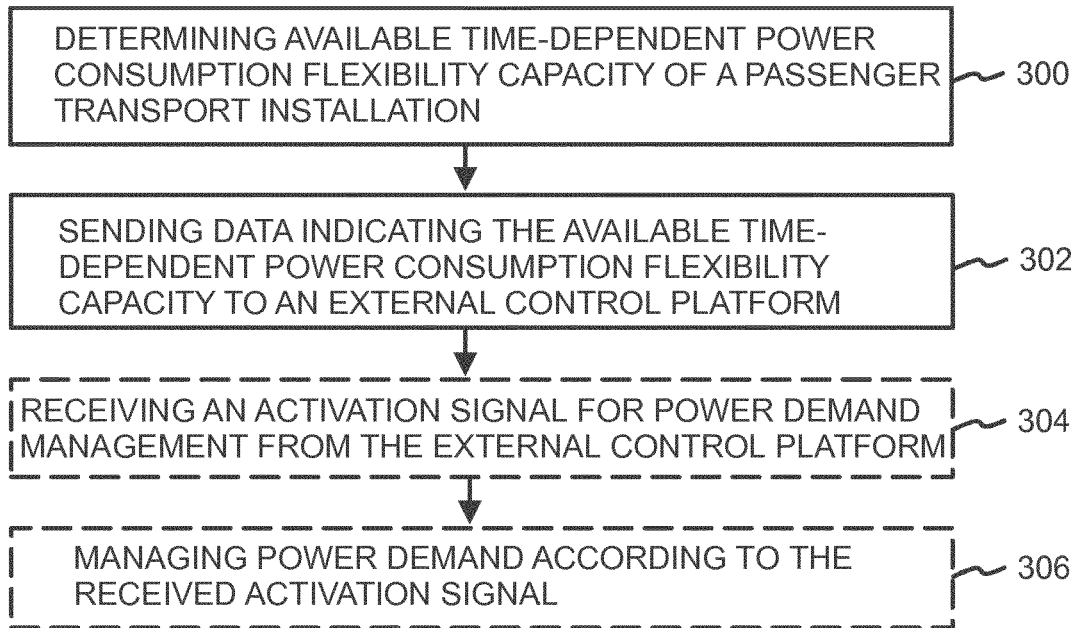 DETERMINING AVAILABLE TIME-DEPENDENT POWER
CONSUMPTION FLEXIBILITY CAPACITY OF A PASSENGER
TRANSPORT INSTALLATION
300
SENDING DATA INDICATING THE AVAILABLE TIME-
DEPENDENT POWER CONSUMPTION FLEXIBILITY
CAPACITY TO AN EXTERNAL CONTROL PLATFORM
302
RECEIVING AN ACTIVATION SIGNAL FOR POWER DEMAND
MANAGEMENT FROM THE EXTERNAL CONTROL PLATFORM
304
MANAGING POWER DEMAND ACCORDING TO THE
RECEIVED ACTIVATION SIGNAL
306